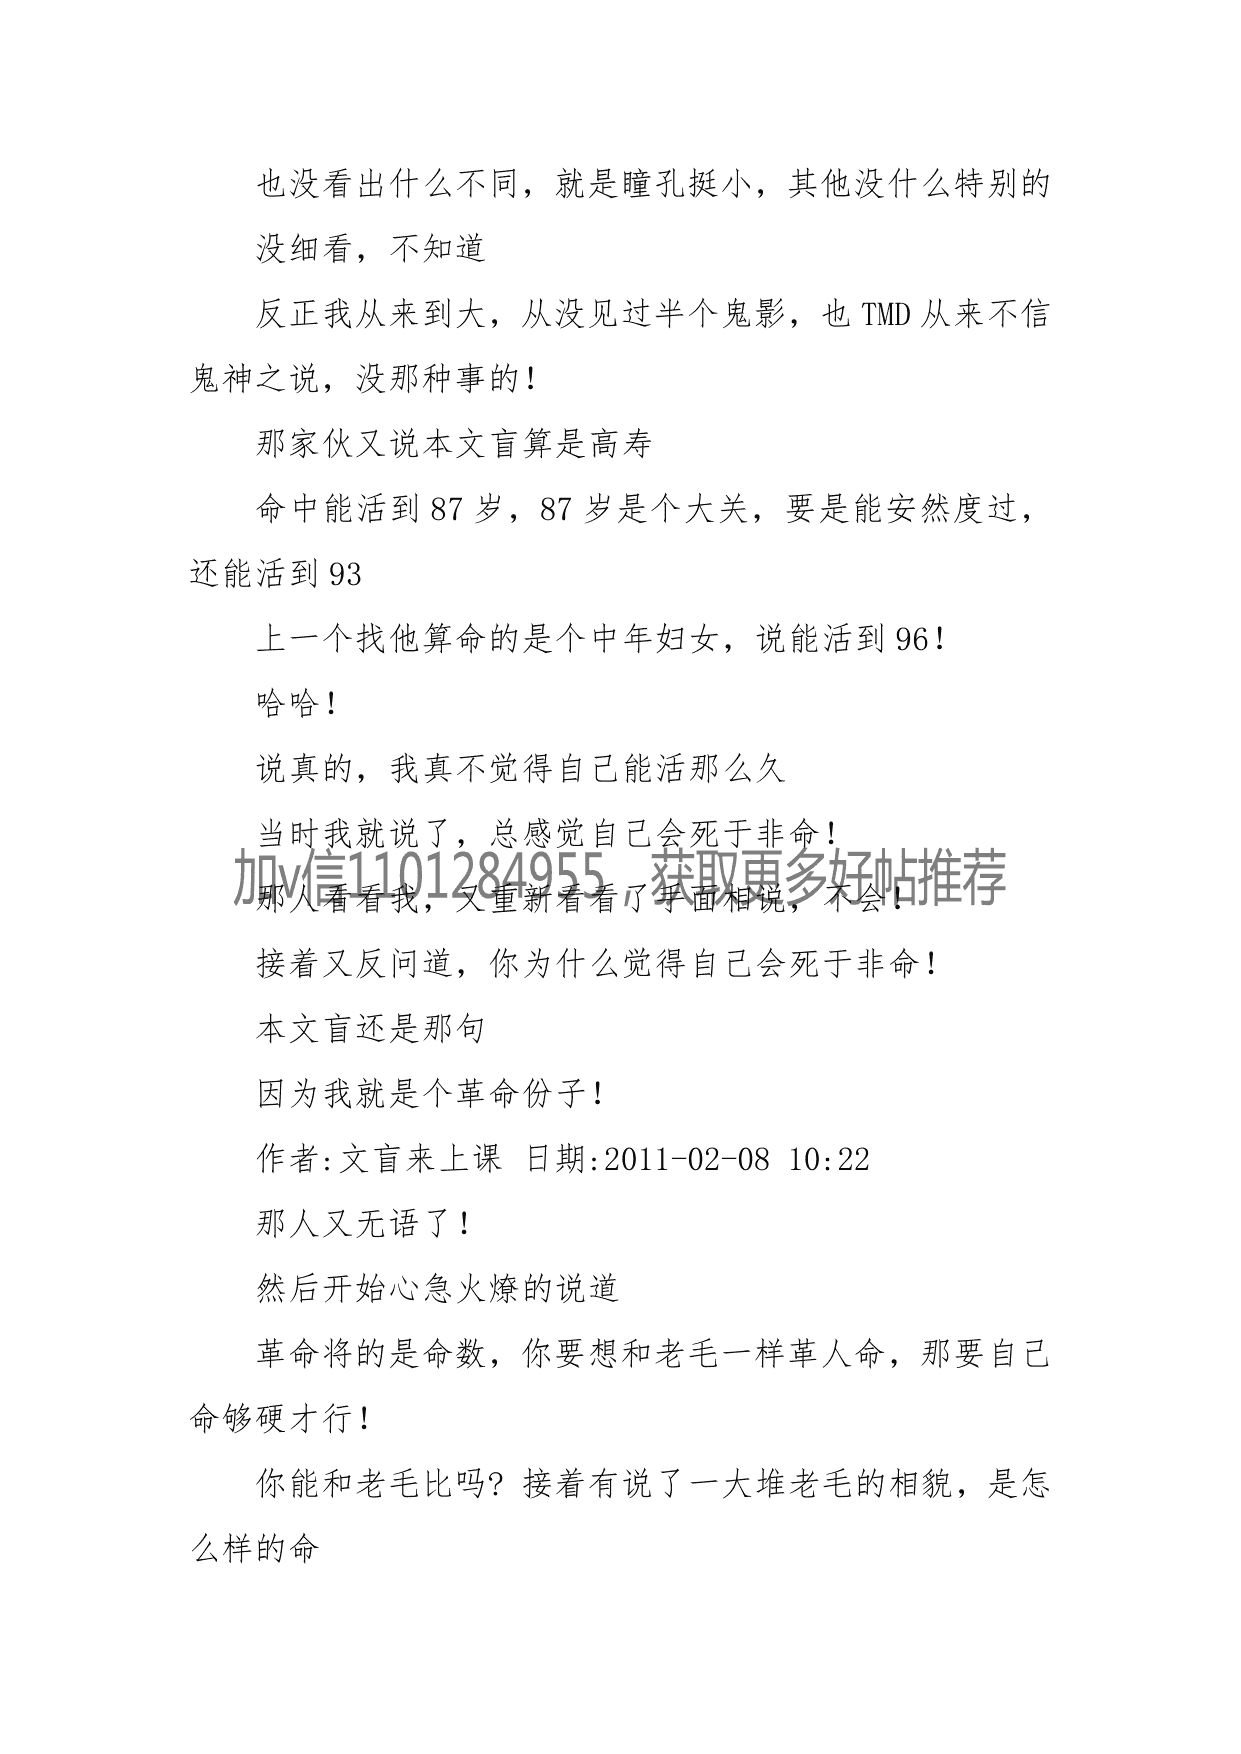 也没看出什么不同，就是瞳孔挺小，其他没什么特别的
没细看，不知道
反正我从来到大，从没见过半个鬼影，也 TMD 从来不信
鬼神之说，没那种事的！
那家伙又说本文盲算是高寿
命中能活到 87 岁，87 岁是个大关，要是能安然度过，
还能活到 93
上一个找他算命的是个中年妇女，说能活到 96！
哈哈！
说真的，我真不觉得自己能活那么久
当时我就说了，总感觉自己会死于非命！
加v信1101284955，获取更多好帖推荐
那人看看我，又重新看看了手面相说，不会！
接着又反问道，你为什么觉得自己会死于非命！
本文盲还是那句
因为我就是个革命份子！
作者:文盲来上课 日期:2011-02-08 10:22
那人又无语了！
然后开始心急火燎的说道
革命将的是命数，你要想和老毛一样革人命，那要自己
命够硬才行！
你能和老毛比吗? 接着有说了一大堆老毛的相貌，是怎
么样的命